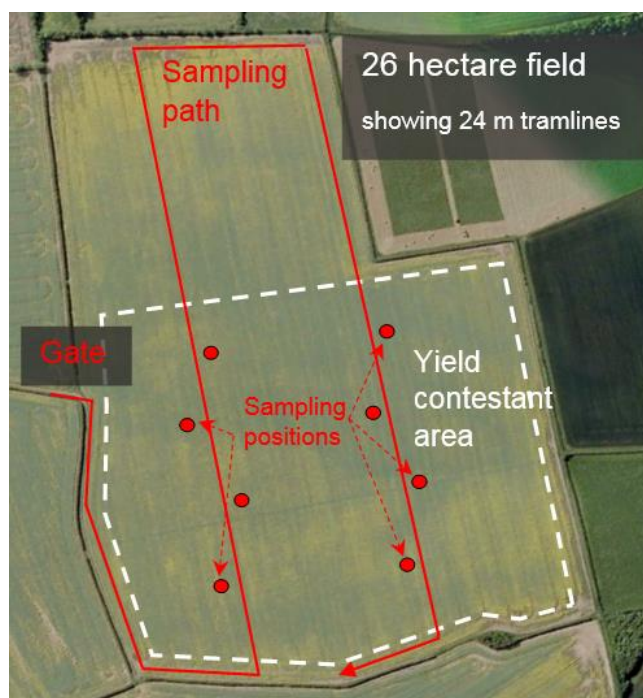 Sampling
path
26 hectare field
showing 24 m tramlines
Gate
Yield
contestant
area
Sampling
positions